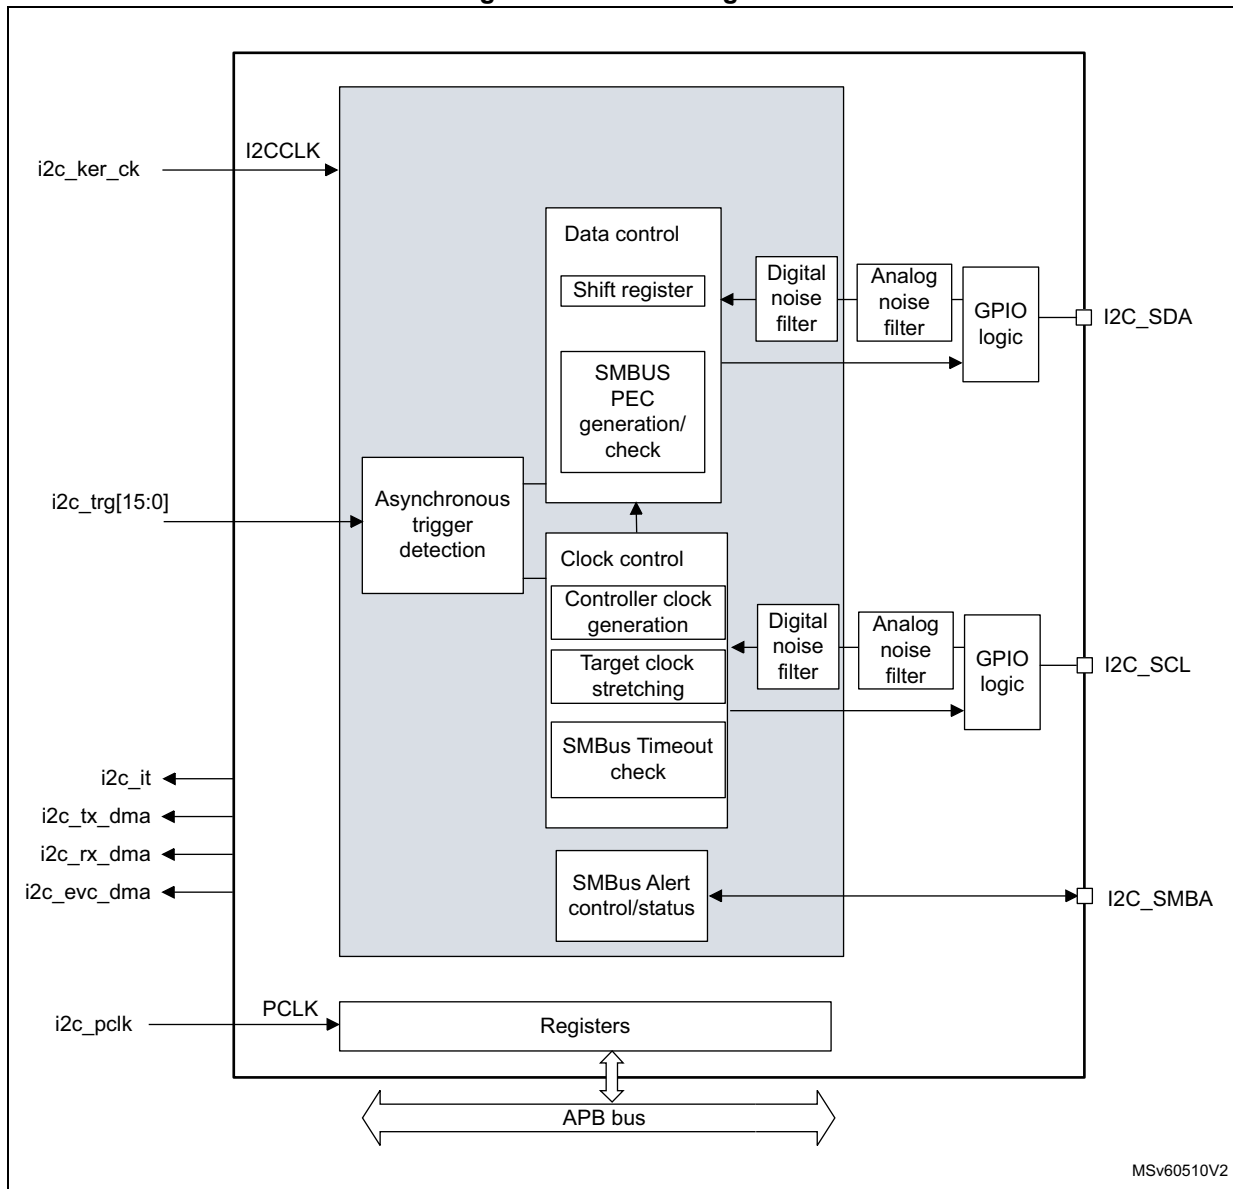 I2CCLK
i2c_ker_ck
Data control
Shift register
Digital
noise
filter
Analog
noise
filter
GPIO
logic
I2C_SDA
SMBUS
PEC
generation/
check
i2c_trg[15:0]
Asynchronous
trigger
detection
Clock control
Controller clock
generation
Target clock
stretching
SMBus Timeout
check
Digital
noise
filter
Analog
noise
filter
GPIO
logic
I2C_SCL
i2c_it
i2c_tx_dma
i2c_rx_dma
i2c_evc_dma
SMBus Alert
control/status
I2C_SMBA
PCLK
i2c_pclk
Registers
APB bus
MSv60510V2